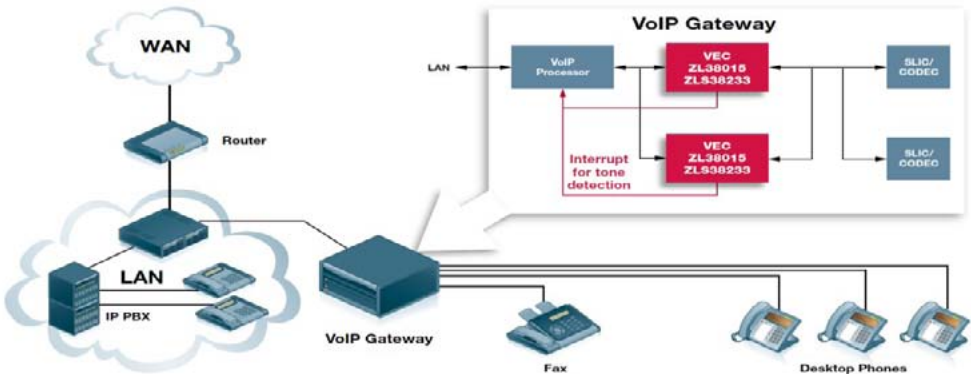 VoIP Gateway
WAN
LAN
VoIP
Processor
VEC
ZL38015
ZLS38233
SLIC/
CODEC
Router
Interrupt
for tone
detection
VEC
ZL38015
ZLS38233
SLIC/
CODEC
LAN
IP PBX
VoIP Gateway
Fax
Desktop Phones